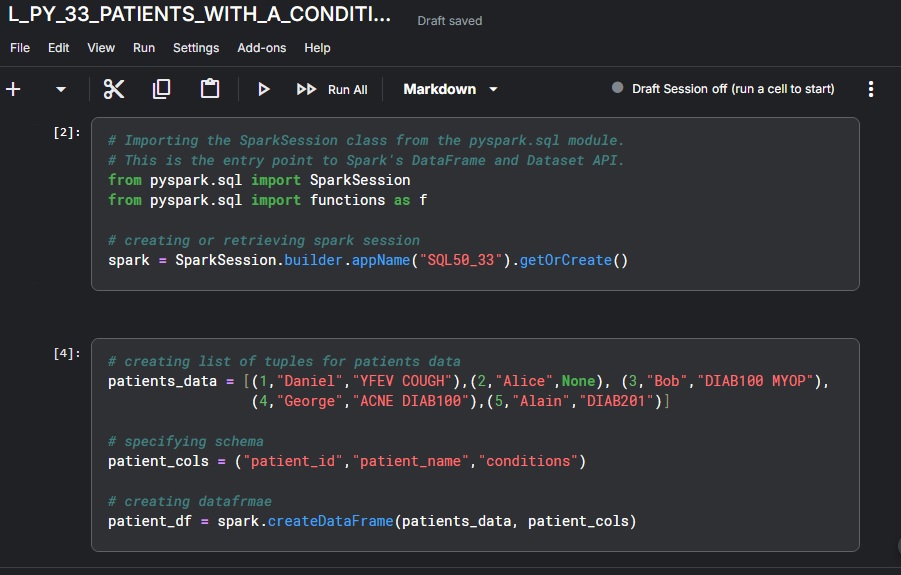 L_PY_33_PATIENTS_WITH_A_CONDITI...
Draft saved
File Edit View Run Settings Add-ons Help
Run All
Markdown
Draft Session off (run a cell to start)
[2]:
# Importing the SparkSession class from the pyspark.sql module.
# This is the entry point to Spark's DataFrame and Dataset API.
from pyspark.sql import SparkSession
from pyspark.sql import functions as f
# creating or retrieving spark session
spark = SparkSession.builder.appName("SQL50_33").getOrCreate()
[4]:
# creating list of tuples for patients data
patients_data = [(1,"Daniel","YFEV COUGH"),(2,"Alice",None), (3,"Bob","DIAB100 MYOP"),
(4,"George","ACNE DIAB100"),(5,"Alain","DIAB201")]
# specifying schema
patient_cols = ("patient_id","patient_name","conditions")
# creating datafrmae
patient_df = spark.createDataFrame(patients_data, patient_cols)